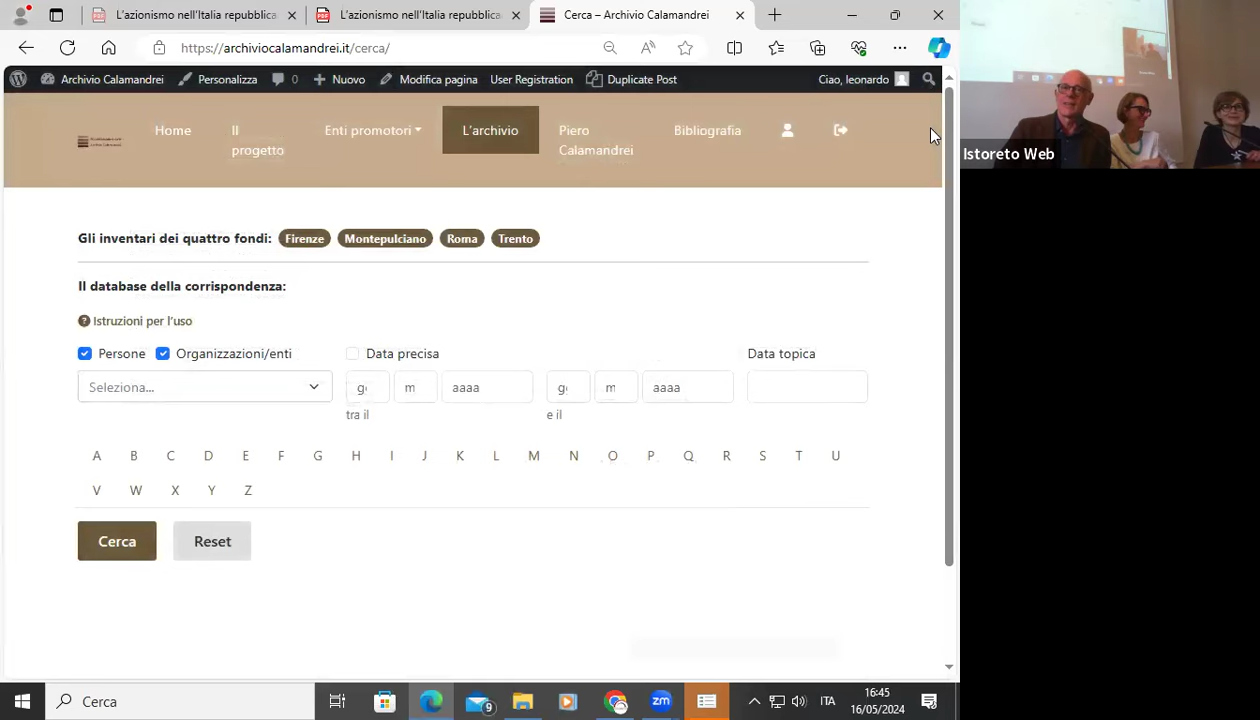 L'azionismo nell'Italia repubblica
L'azionismo nell'Italia repubblica
Cerca – Archivio Calamandrei
https://archiviocalamandrei.it/cerca/
Archivio Calamandrei
Personalizza
0
Nuovo
Modifica pagina
User Registration
Duplicate Post
Ciao, leonardo
Home
Il
progetto
Enti promotori
L'archivio
Piero
Calamandrei
Bibliografia
Istoreto Web
Gli inventari dei quattro fondi: Firenze Montepulciano Roma Trento
Il database della corrispondenza:
Istruzioni per l'uso
Persone Organizzazioni/enti Data precisa Data topica
Seleziona... g m aaaa g m aaaa
tra il e il
A B C D E F G H I J K L M N O P Q R S T U
V W X Y Z
Cerca Reset
Cerca
9
zm
ITA
16:45
16/05/2024